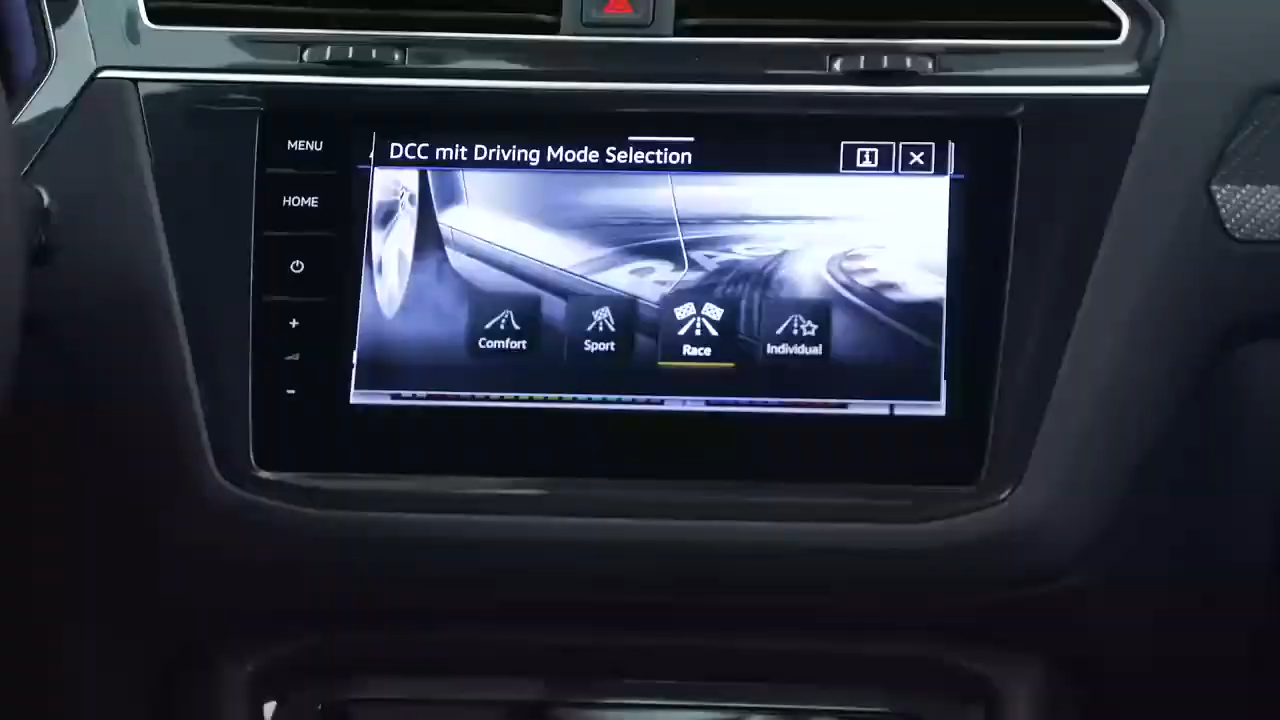 MENU
DCC mit Driving Mode Selection
HOME
Comfort
Sport
Race
Individual